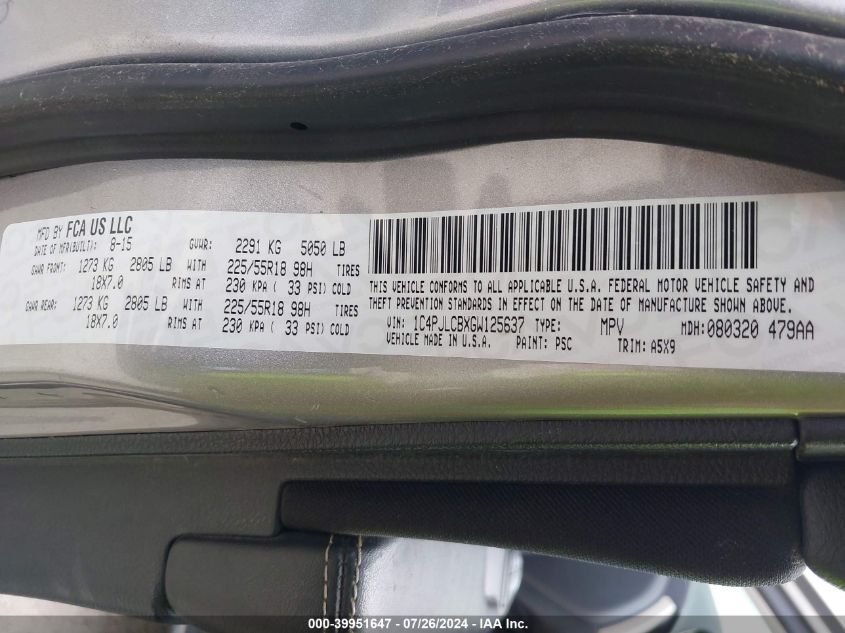 MFD BY FCA US LLC
DATE OF MFR(BUILT): 8-15 GVWR: 2291 KG 5050 LB
GWR FRONT: 1273 KG 2805 LB WITH 225/55R18 98H TIRES
18X7.0 RIMS AT 230 KPA ( 33 PSI) COLD
GWR REAR: 1273 KG 2805 LB WITH 225/55R18 98H TIRES
18X7.0 RIMS AT 230 KPA ( 33 PSI) COLD
THIS VEHICLE CONFORMS TO ALL APPLICABLE U.S.A. FEDERAL MOTOR VEHICLE SAFETY AND
THEFT PREVENTION STANDARDS IN EFFECT ON THE DATE OF MANUFACTURE SHOWN ABOVE.
VIN: 1C4PJLCBXGW125637 TYPE: MPV MDH:080320 479AA
VEHICLE MADE IN U.S.A. PAINT: PSC TRIM: A5X9
000-39951647 - 07/26/2024 - IAA Inc.